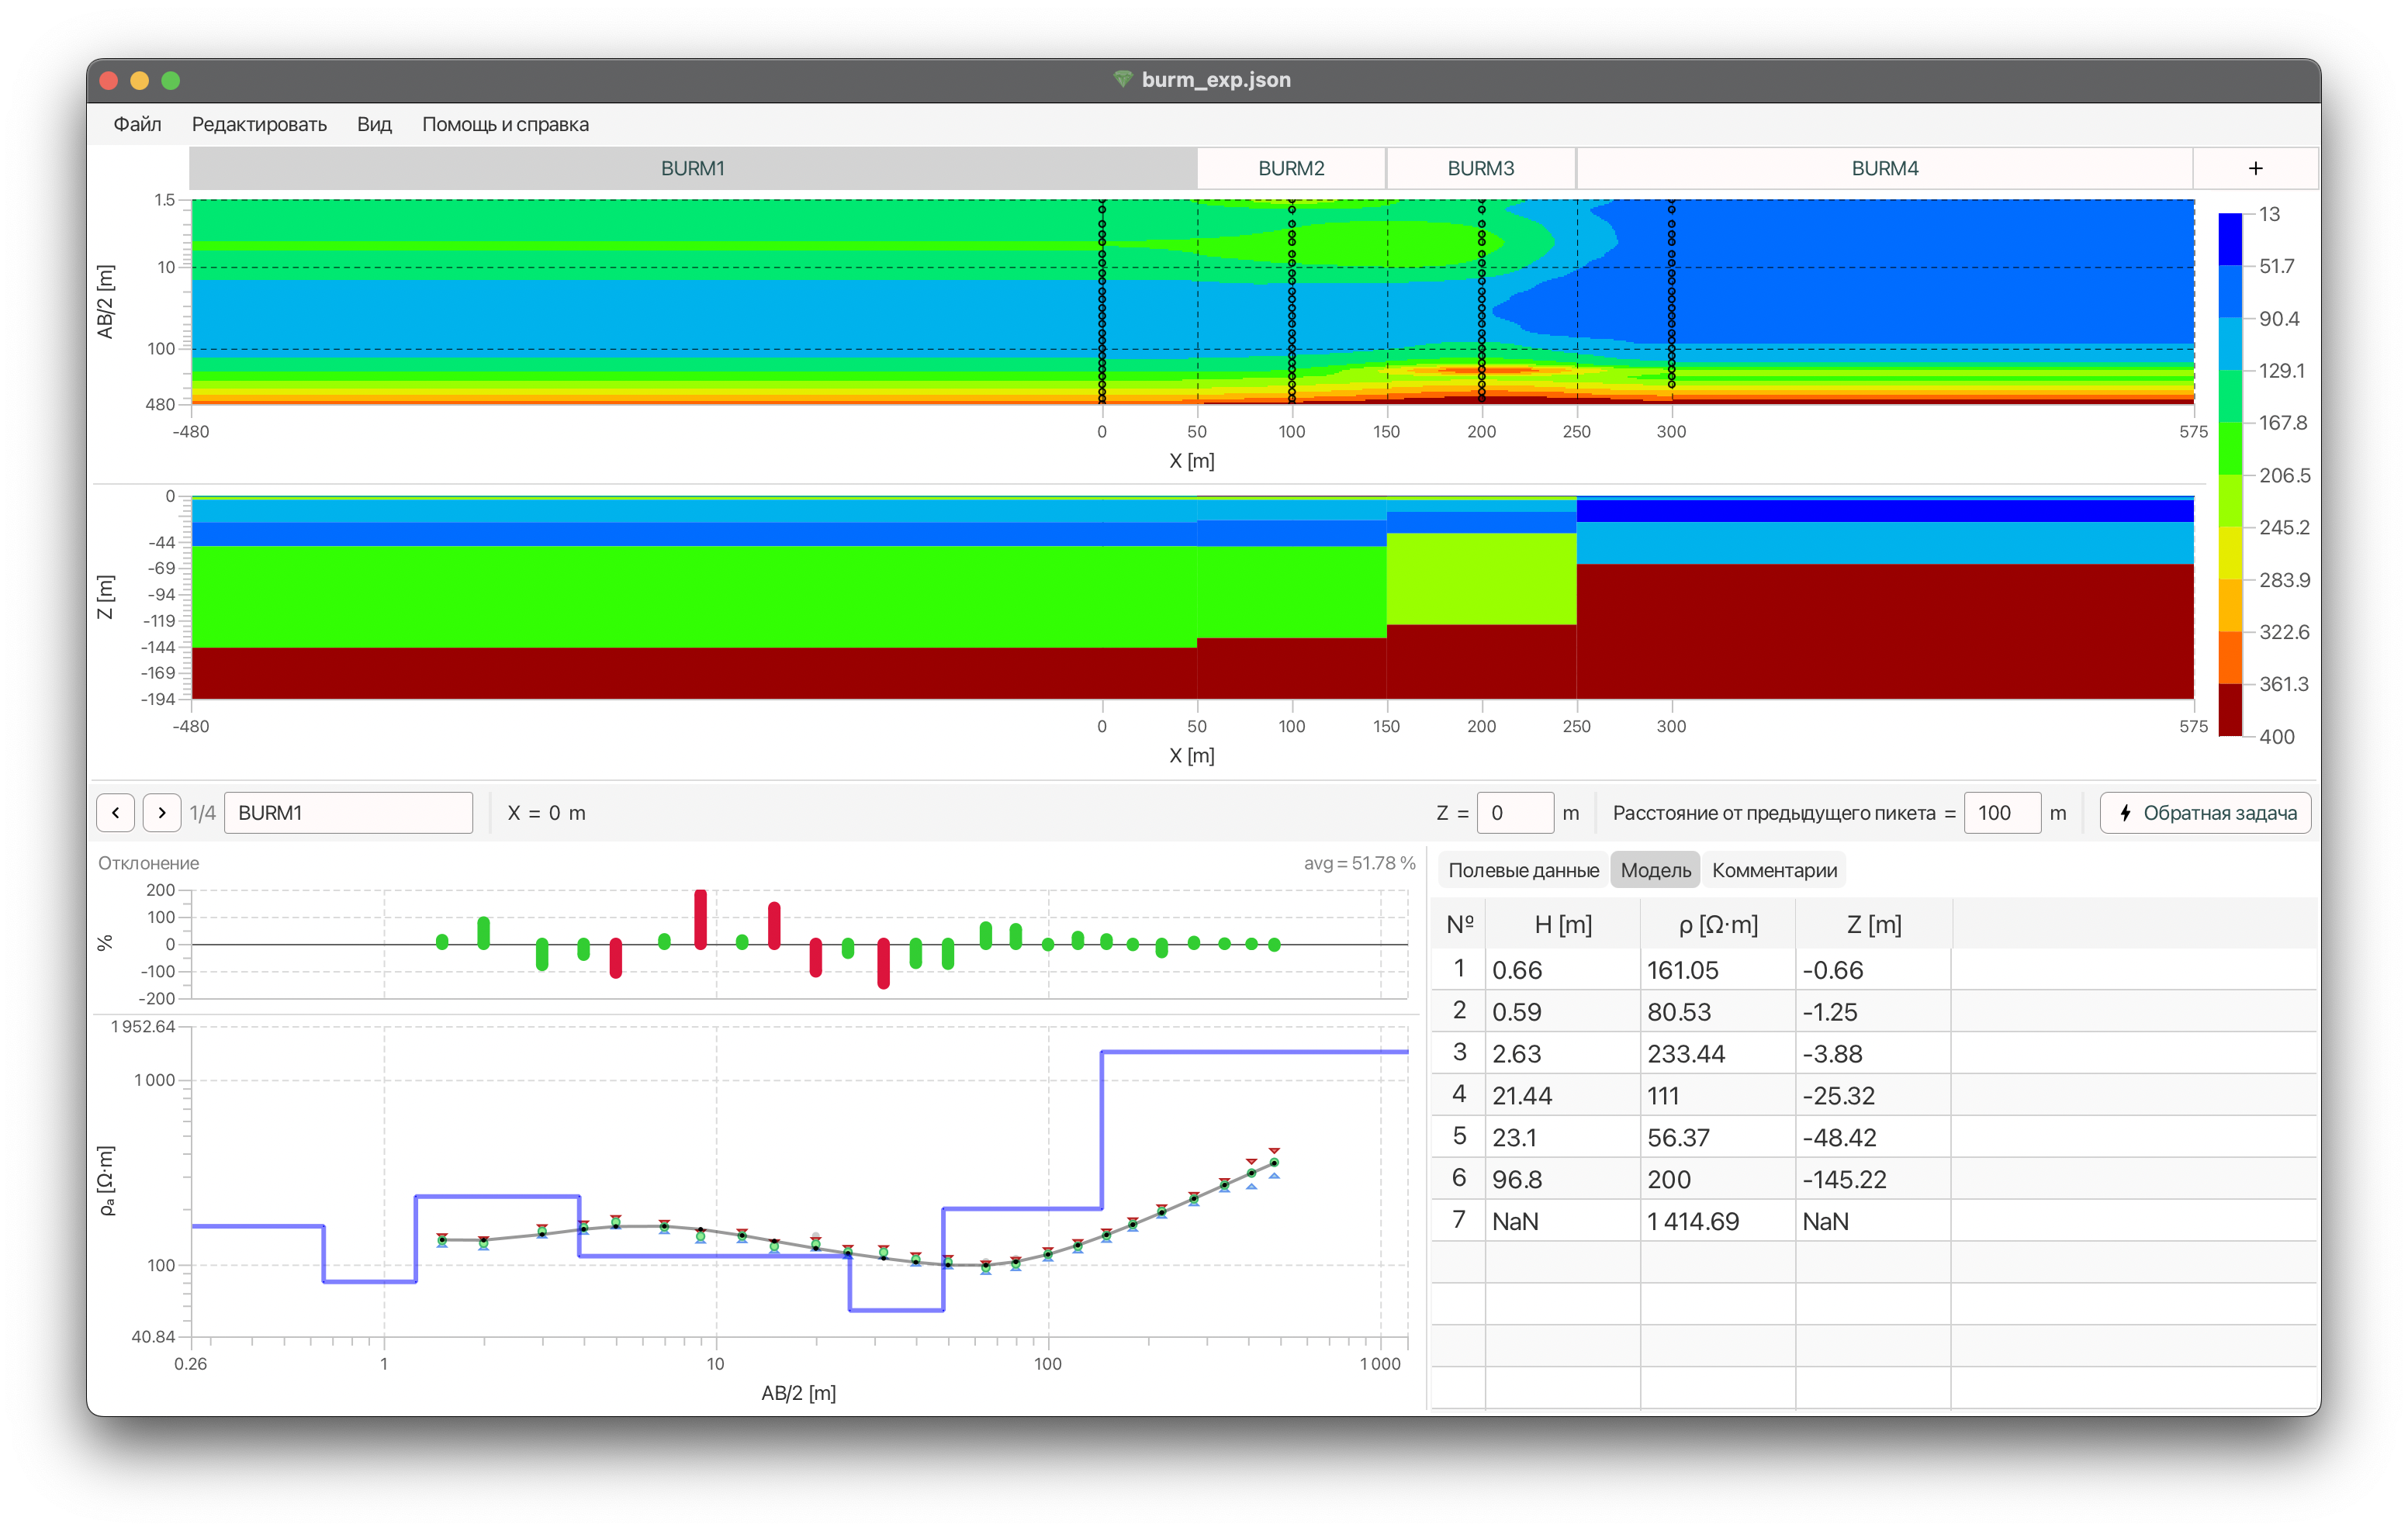 burm_exp.json
Файл Редактировать Вид Помощь и справка
BURM1 BURM2 BURM3 BURM4 +
AB/2 [m]
1.5
10
100
480
-480 0 50 100 150 200 250 300 575
X [m]
Z [m]
0
-44
-69
-94
-119
-144
-169
-194
-480 0 50 100 150 200 250 300 575
X [m]
13
51.7
90.4
129.1
167.8
206.5
245.2
283.9
322.6
361.3
400
1/4 BURM1 X = 0 m Z = 0 m Расстояние от предыдущего пикета = 100 m Обратная задача
Отклонение avg = 51.78 %
%
200
100
0
-100
-200
ρa [Ω·m]
1 952.64
1 000
100
40.84
0.26 1 10 100 1 000
AB/2 [m]
Полевые данные Модель Комментарии
Nº H [m] ρ [Ω·m] Z [m]
1 0.66 161.05 -0.66
2 0.59 80.53 -1.25
3 2.63 233.44 -3.88
4 21.44 111 -25.32
5 23.1 56.37 -48.42
6 96.8 200 -145.22
7 NaN 1 414.69 NaN